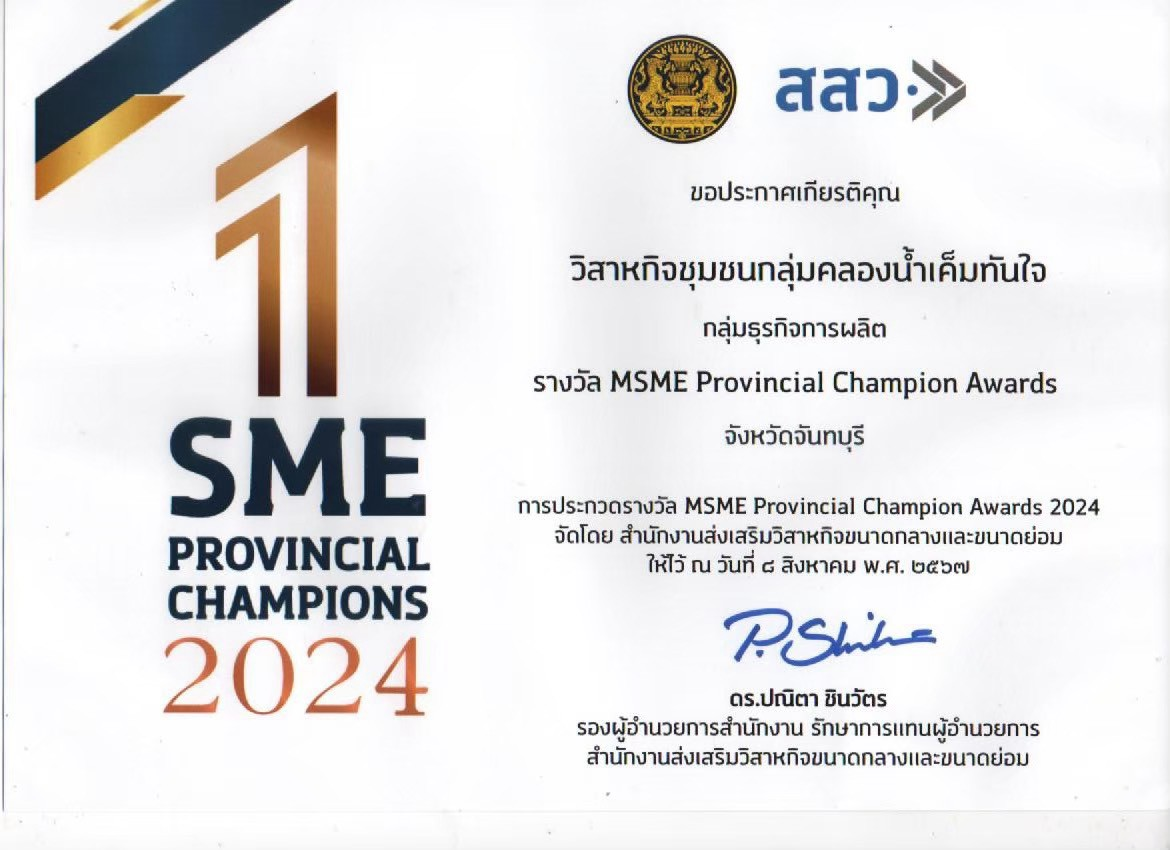 สสว.
ขอประกาศเกียรติคุณ
วิสาหกิจชุมชนกลุ่มคลองน้ำเค็มทันใจ
กลุ่มธุรกิจการผลิต
รางวัล MSME Provincial Champion Awards
จังหวัดจันทบุรี
การประกวดรางวัล MSME Provincial Champion Awards 2024
จัดโดย สำนักงานส่งเสริมวิสาหกิจขนาดกลางและขนาดย่อม
ให้ไว้ ณ วันที่ ๘ สิงหาคม พ.ศ. ๒๕๖๗
ดร.ปณิตา ชินวัตร
รองผู้อำนวยการสำนักงาน รักษาการแทนผู้อำนวยการ
สำนักงานส่งเสริมวิสาหกิจขนาดกลางและขนาดย่อม
1
SME
PROVINCIAL
CHAMPIONS
2024